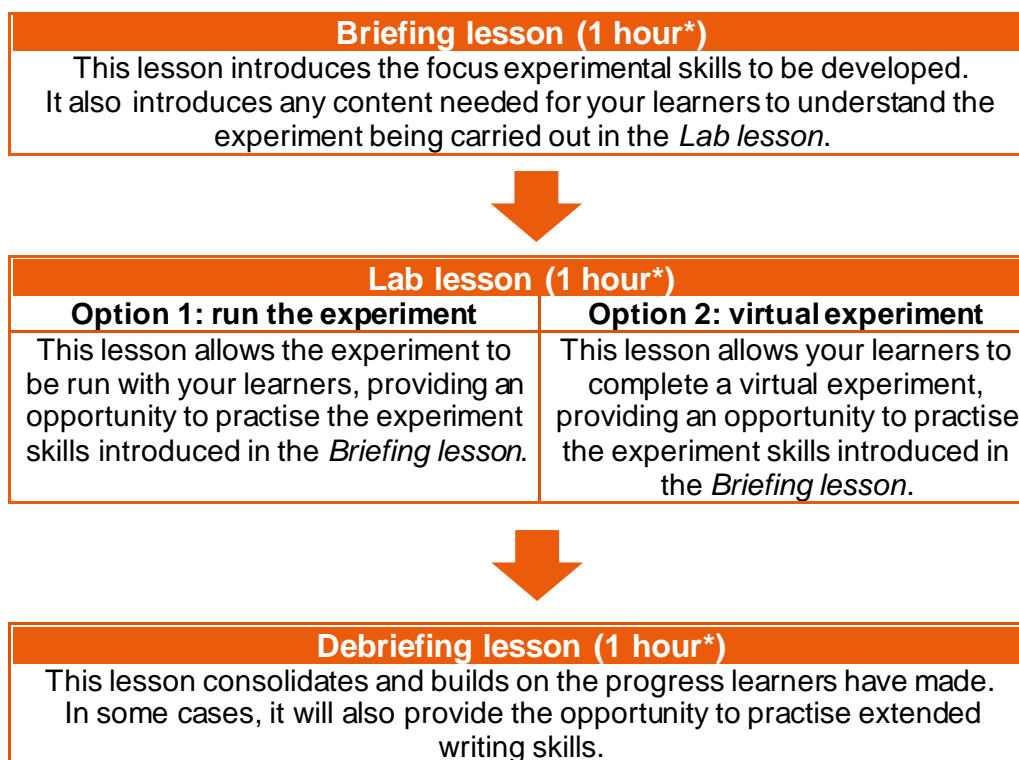 Briefing lesson (1 hour*)
This lesson introduces the focus experimental skills to be developed.
It also introduces any content needed for your learners to understand the
experiment being carried out in the Lab lesson.
Lab lesson (1 hour*)
Option 1: run the experiment
This lesson allows the experiment to
be run with your learners, providing an
opportunity to practise the experiment
skills introduced in the Briefing lesson.
Option 2: virtual experiment
This lesson allows your learners to
complete a virtual experiment,
providing an opportunity to practise
the experiment skills introduced in
the Briefing lesson.
Debriefing lesson (1 hour*)
This lesson consolidates and builds on the progress learners have made.
In some cases, it will also provide the opportunity to practise extended
writing skills.